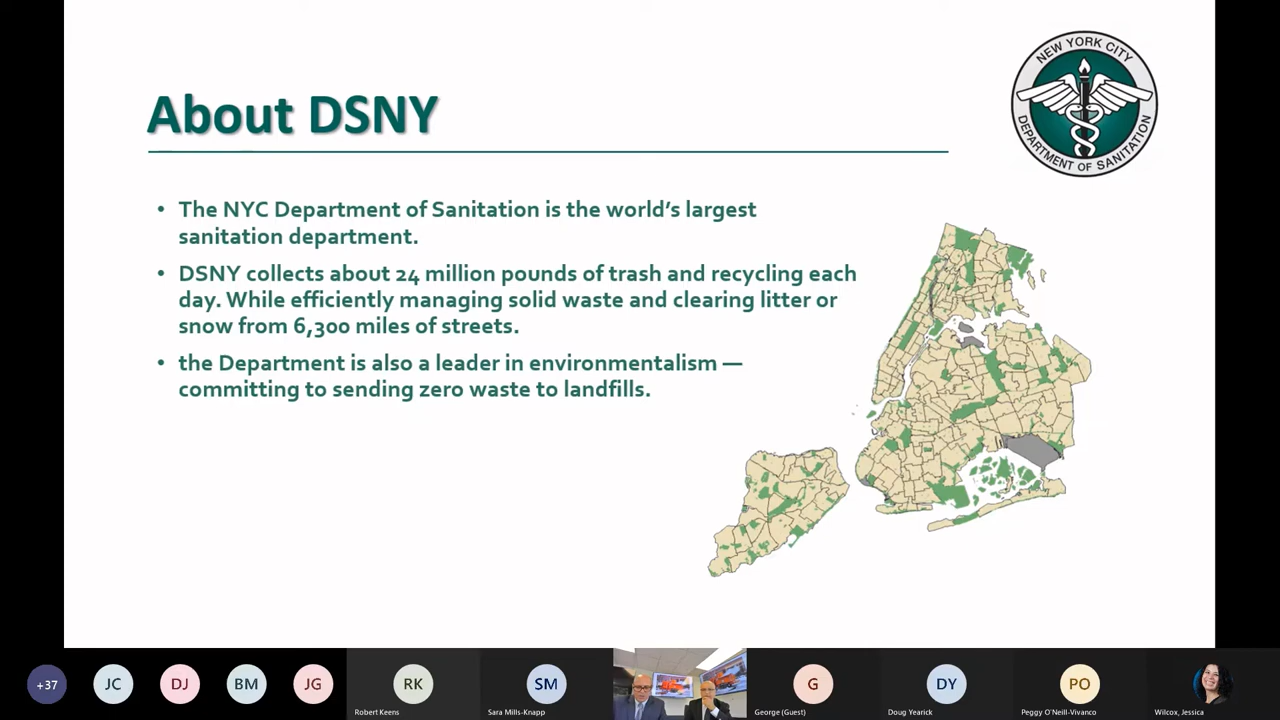 NEW YORK CITY
DEPARTMENT OF SANITATION
About DSNY
• The NYC Department of Sanitation is the world’s largest
sanitation department.
• DSNY collects about 24 million pounds of trash and recycling each
day. While efficiently managing solid waste and clearing litter or
snow from 6,300 miles of streets.
• the Department is also a leader in environmentalism —
committing to sending zero waste to landfills.
+37
JC
DJ
BM
JG
RK
SM
G
DY
PO
Robert Keens
Sara Mills-Knapp
George (Guest)
Doug Yearick
Peggy O'Neill-Vivanco
Wilcox, Jessica